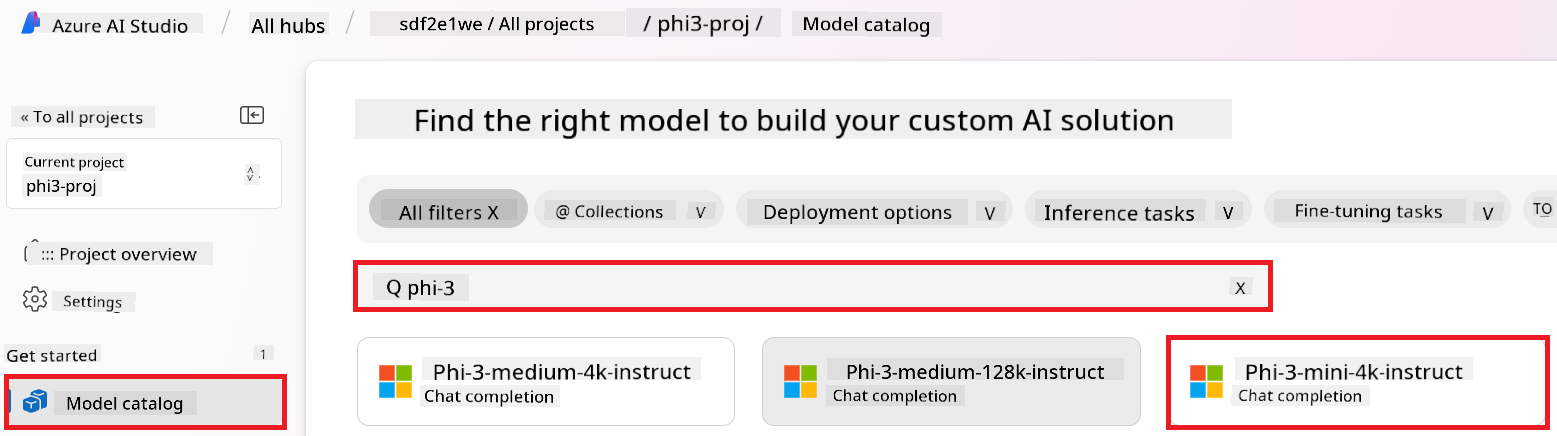 Azure AI Studio / All hubs / sdf2e1we / All projects / phi3-proj / Model catalog
« To all projects
Current project
phi3-proj
::: Project overview
Settings
Get started 1
Model catalog
Find the right model to build your custom AI solution
All filters X @ Collections V Deployment options V Inference tasks V Fine-tuning tasks V TO
Q phi-3 X
Phi-3-medium-4k-instruct
Chat completion
Phi-3-medium-128k-instruct
Chat completion
Phi-3-mini-4k-instruct
Chat completion